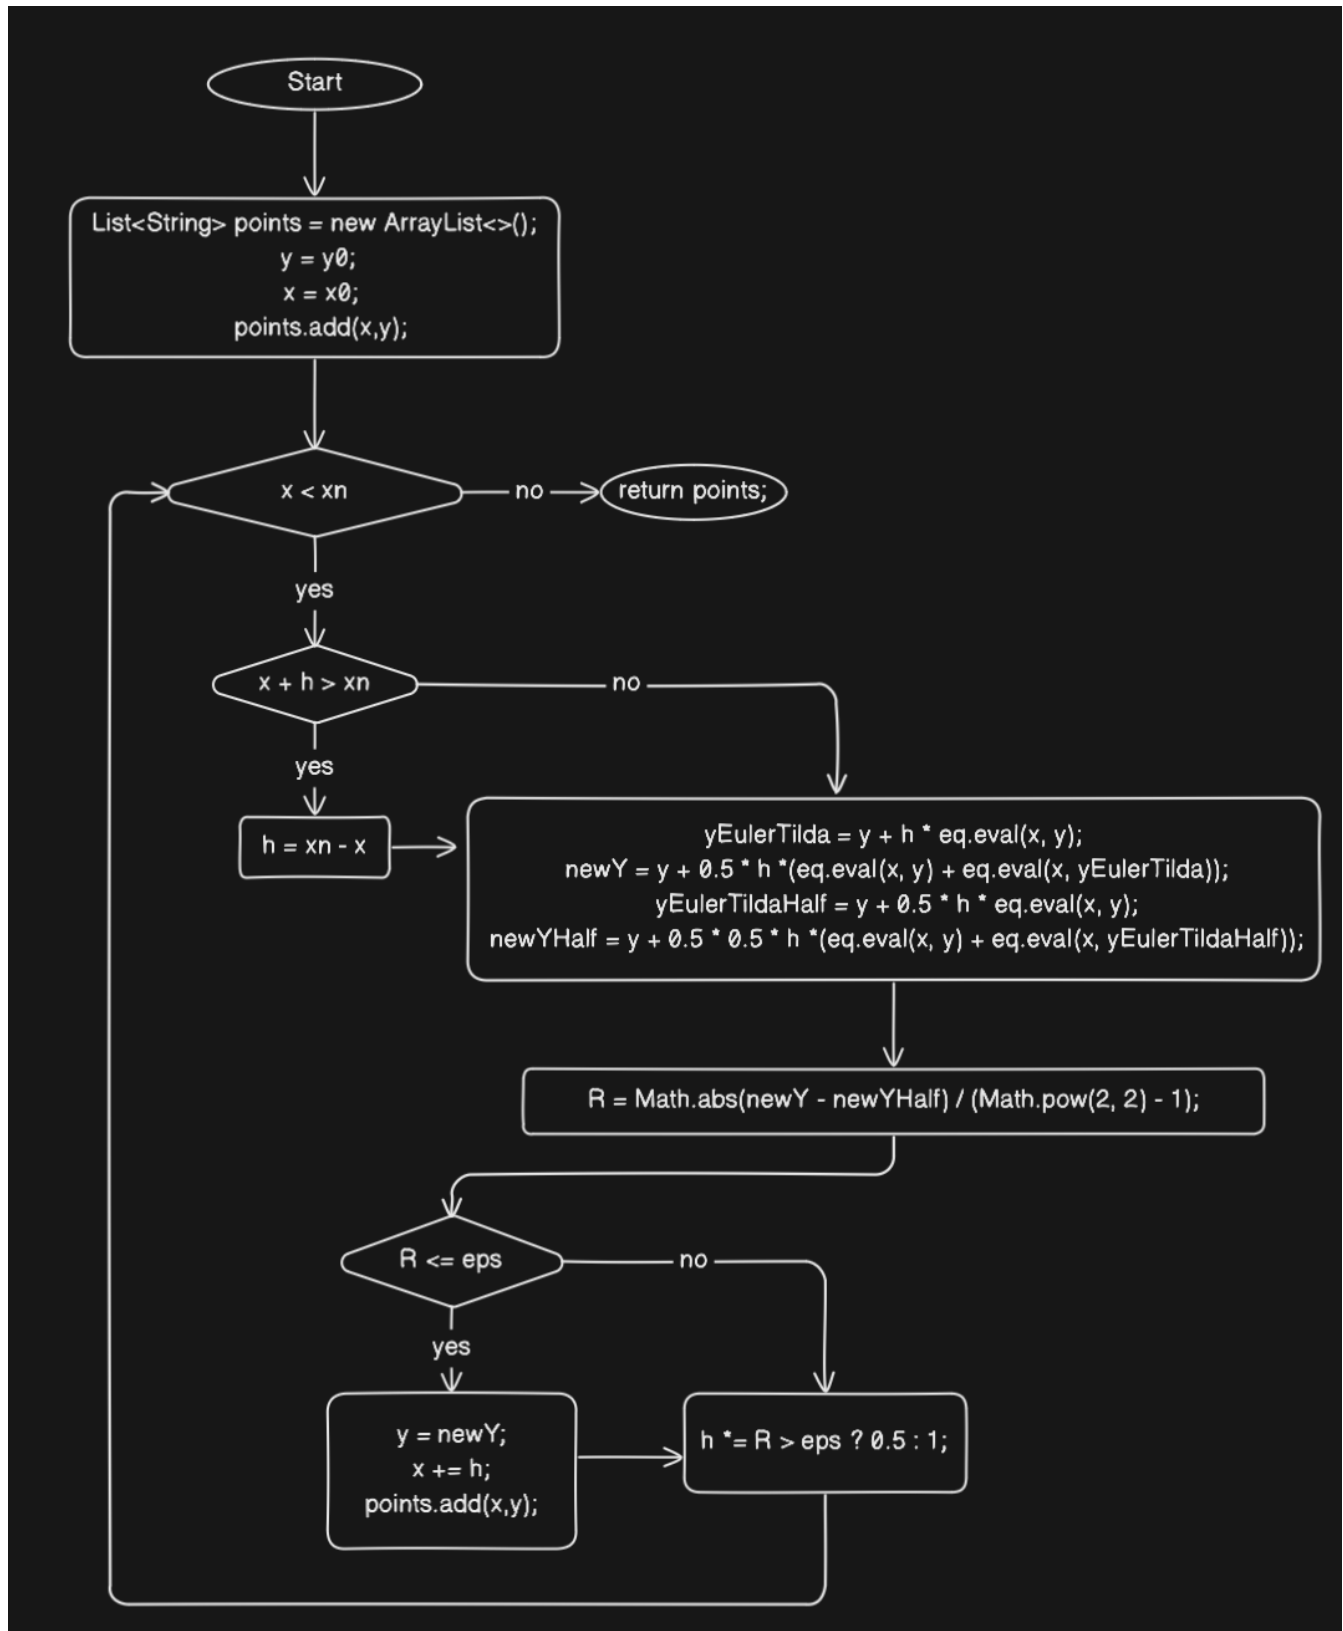 Start
List<String> points = new ArrayList<>();
y = y0;
x = x0;
points.add(x,y);
x < xn
no
return points;
yes
x + h > xn
no
yes
h = xn - x
yEulerTilda = y + h * eq.eval(x, y);
newY = y + 0.5 * h *(eq.eval(x, y) + eq.eval(x, yEulerTilda));
yEulerTildaHalf = y + 0.5 * h * eq.eval(x, y);
newYHalf = y + 0.5 * 0.5 * h *(eq.eval(x, y) + eq.eval(x, yEulerTildaHalf));
R = Math.abs(newY - newYHalf) / (Math.pow(2, 2) - 1);
R <= eps
no
yes
y = newY;
x += h;
points.add(x,y);
h *= R > eps ? 0.5 : 1;